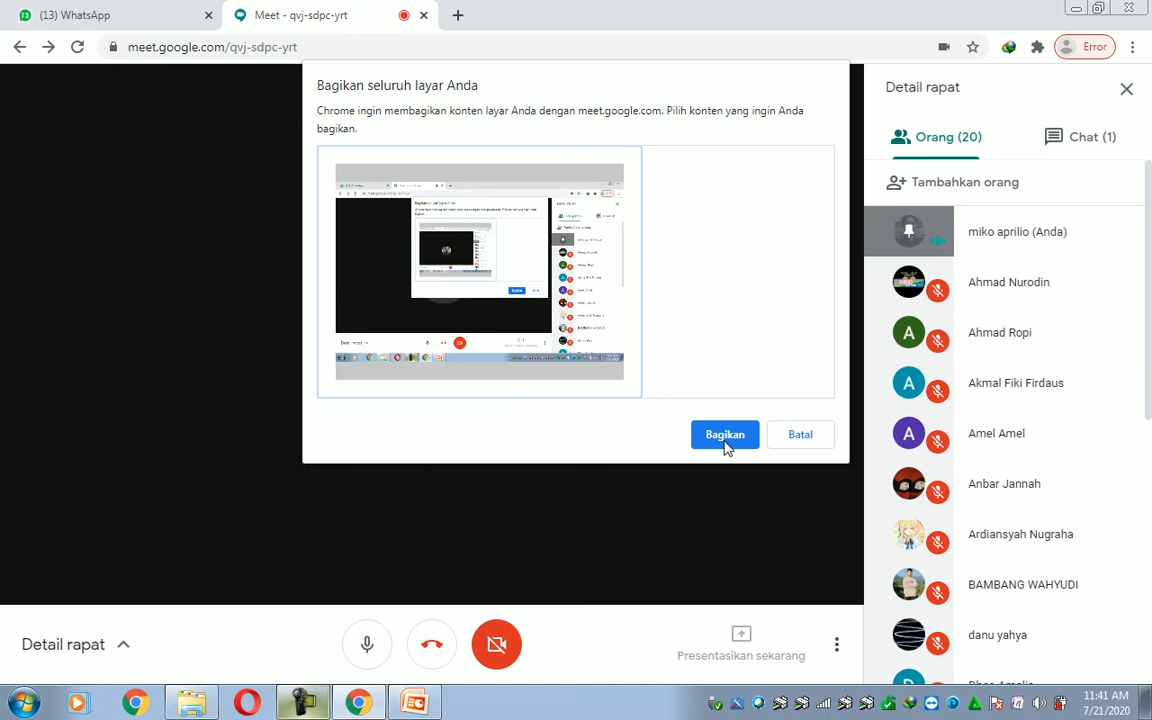 (13) WhatsApp
Meet - qvj-sdpc-yrt
meet.google.com/qvj-sdpc-yrt
Error
Bagikan seluruh layar Anda
Chrome ingin membagikan konten layar Anda dengan meet.google.com. Pilih konten yang ingin Anda
bagikan.
Bagikan
Batal
Detail rapat
Orang (20)
Chat (1)
Tambahkan orang
miko aprilio (Anda)
Ahmad Nurodin
A
Ahmad Ropi
A
Akmal Fiki Firdaus
A
Amel Amel
Anbar Jannah
Ardiansyah Nugraha
BAMBANG WAHYUDI
danu yahya
Detail rapat
Presentasikan sekarang
11:41 AM
7/21/2020